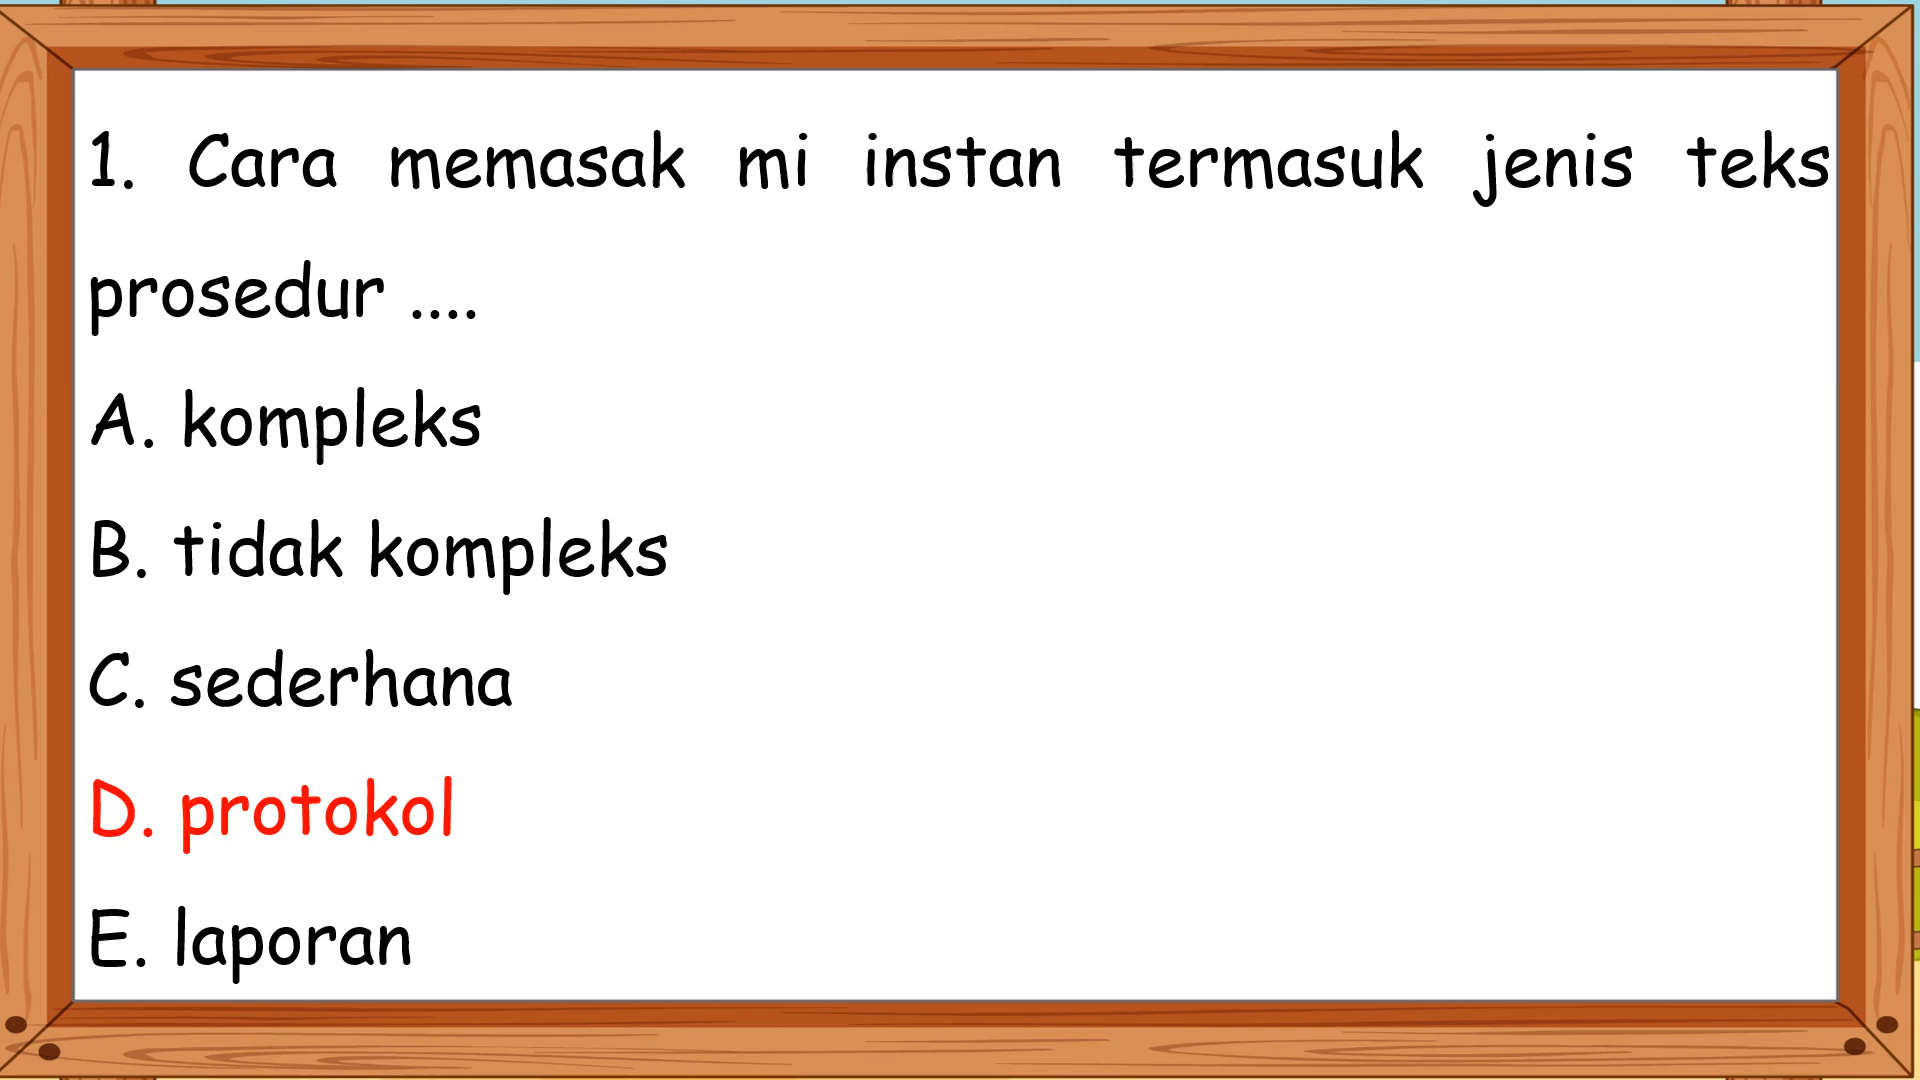 1. Cara memasak mi instan termasuk jenis teks
prosedur ....
A. kompleks
B. tidak kompleks
C. sederhana
D. protokol
E. laporan